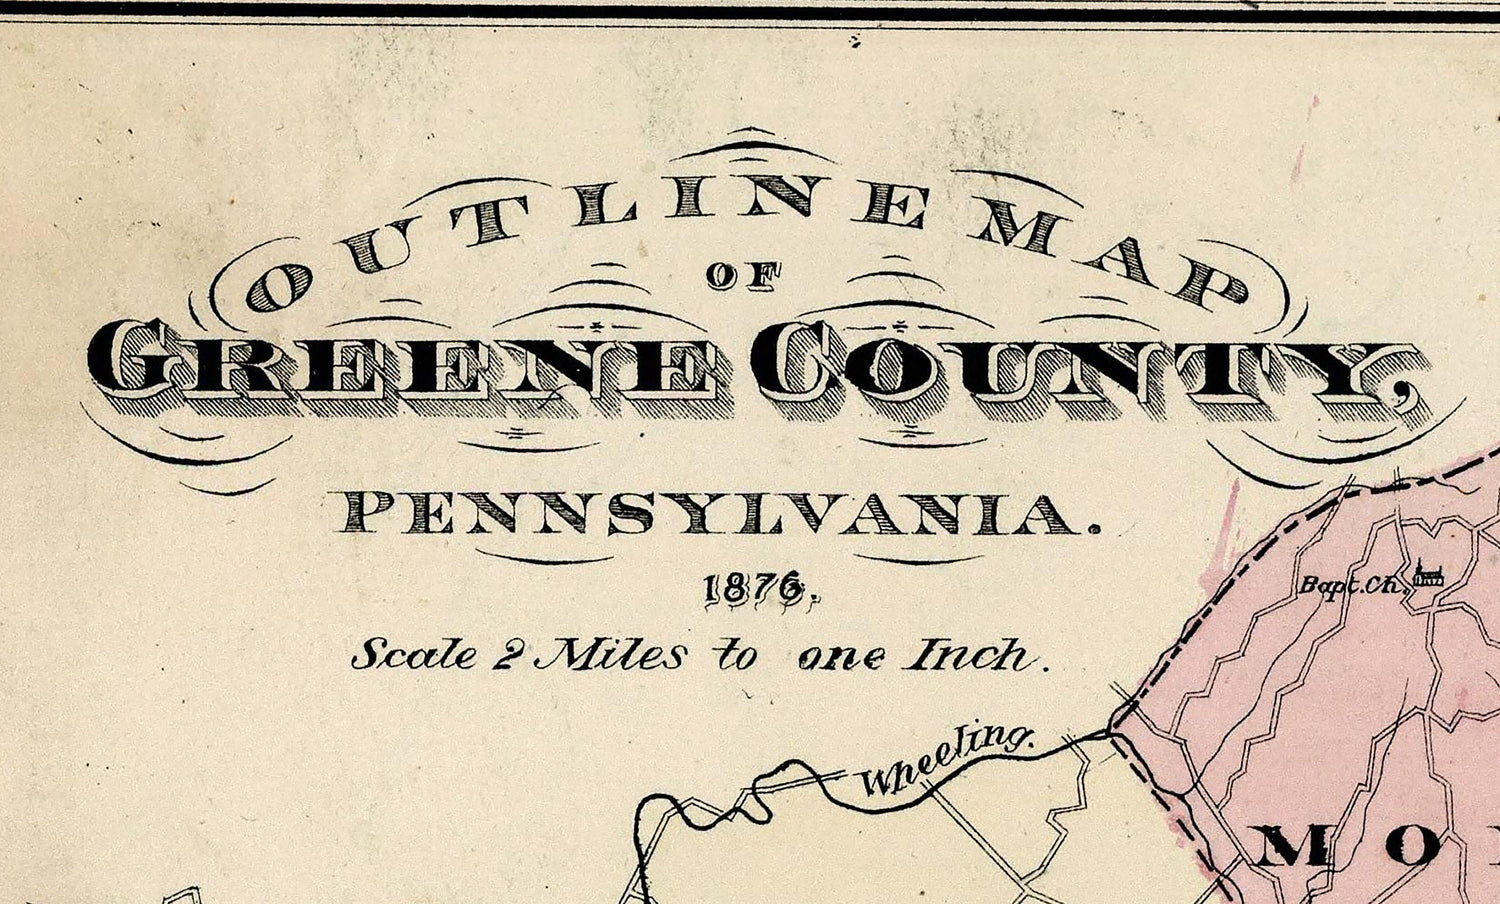 OUTLINE MAP
OF
GREENE COUNTY,
PENNSYLVANIA.
1876.
Scale 2 Miles to one Inch.
Bapt. Ch.
Wheeling.
MO